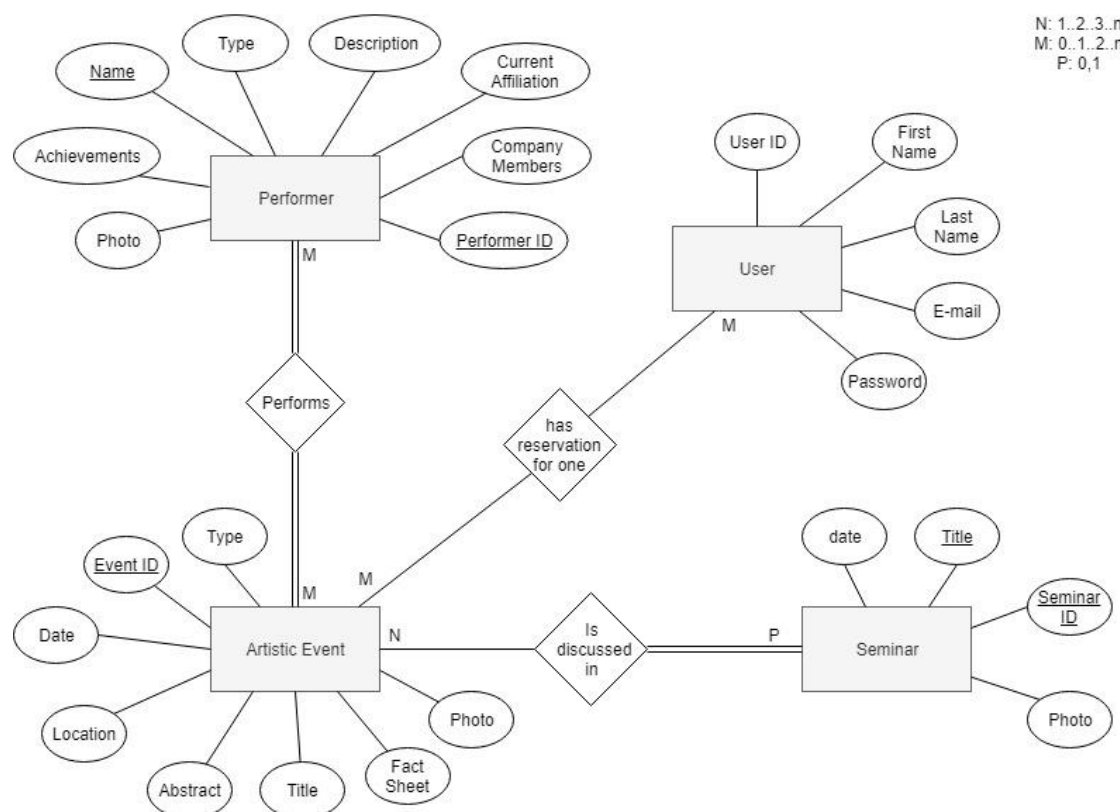 N: 1..2..3..n
M: 0..1..2..n
P: 0,1
Type
Description
Name
Current
Affiliation
Achievements
Company
Members
Performer
Photo
Performer ID
M
User ID
First
Name
Last
Name
User
E-mail
M
Password
Performs
has
reservation
for one
Type
Event ID
M
M
date
Title
Date
Artistic Event
N
Is
discussed
in
P
Seminar
Seminar
ID
Location
Photo
Photo
Abstract
Title
Fact
Sheet